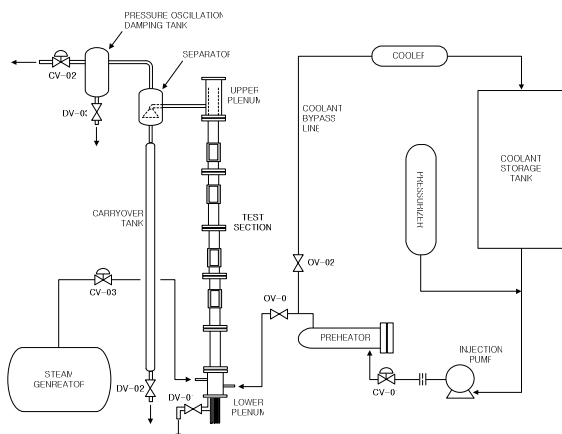 PRESSURE OSCILLATION
DAMPING TANK
SEPARATOR
CV-02
DV-03
UPPER
PLENUM
COOLER
COOLANT
BYPASS
LINE
COOLANT
STORAGE
TANK
PRESSURIZER
CARRYOVER
TANK
TEST
SECTION
OV-02
CV-03
OV-0
PREHEATOR
INJECTION
PUMP
STEAM
GENREATOR
DV-02
DV-0
LOWER
PLENUM
CV-0